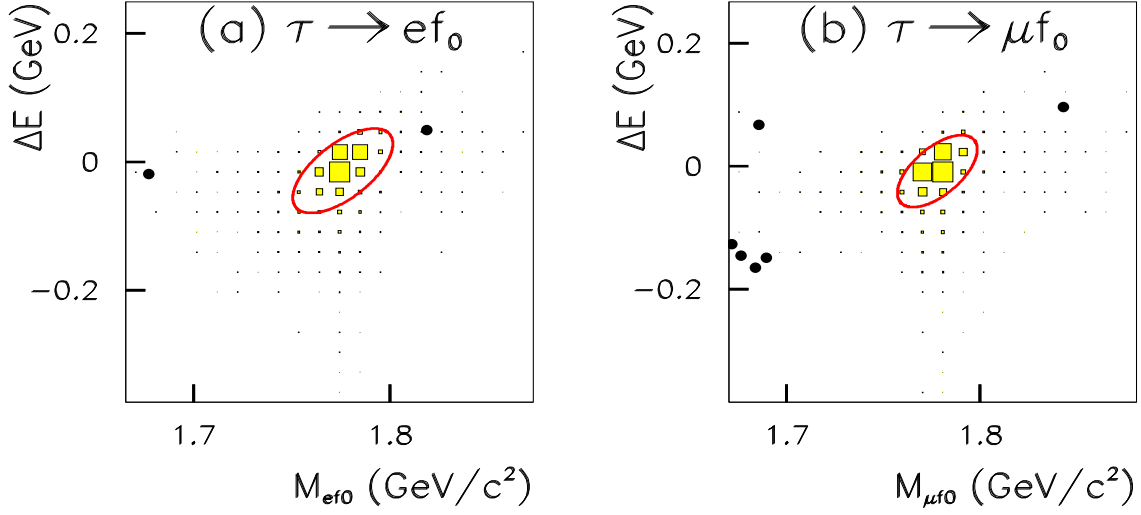 (a) τ → ef₀
ΔE (GeV)
0.2
0
−0.2
1.7
1.8
M_ef0 (GeV/c²)
(b) τ → μf₀
ΔE (GeV)
0.2
0
−0.2
1.7
1.8
M_μf0 (GeV/c²)